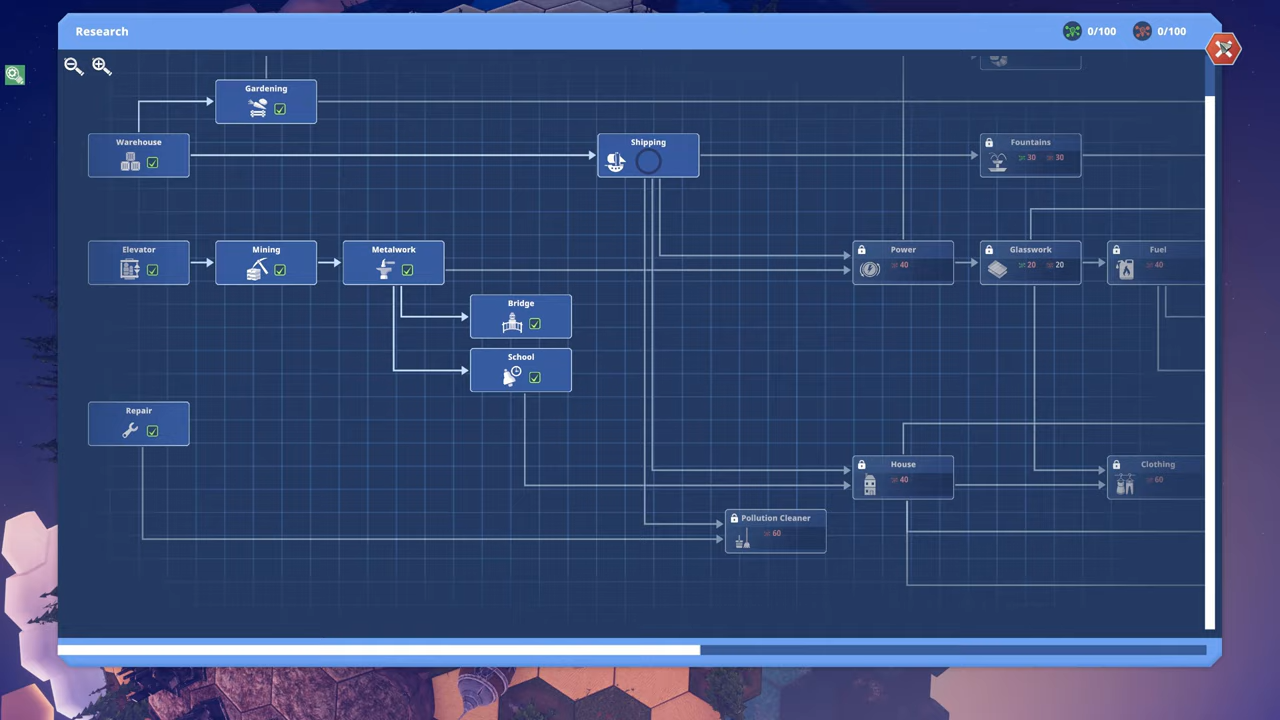 Research
0/100
0/100
Gardening
Warehouse
Shipping
Fountains
30
30
Elevator
Mining
Metalwork
Power
40
Glasswork
20
20
Fuel
40
Bridge
School
Repair
House
40
Clothing
60
Pollution Cleaner
60